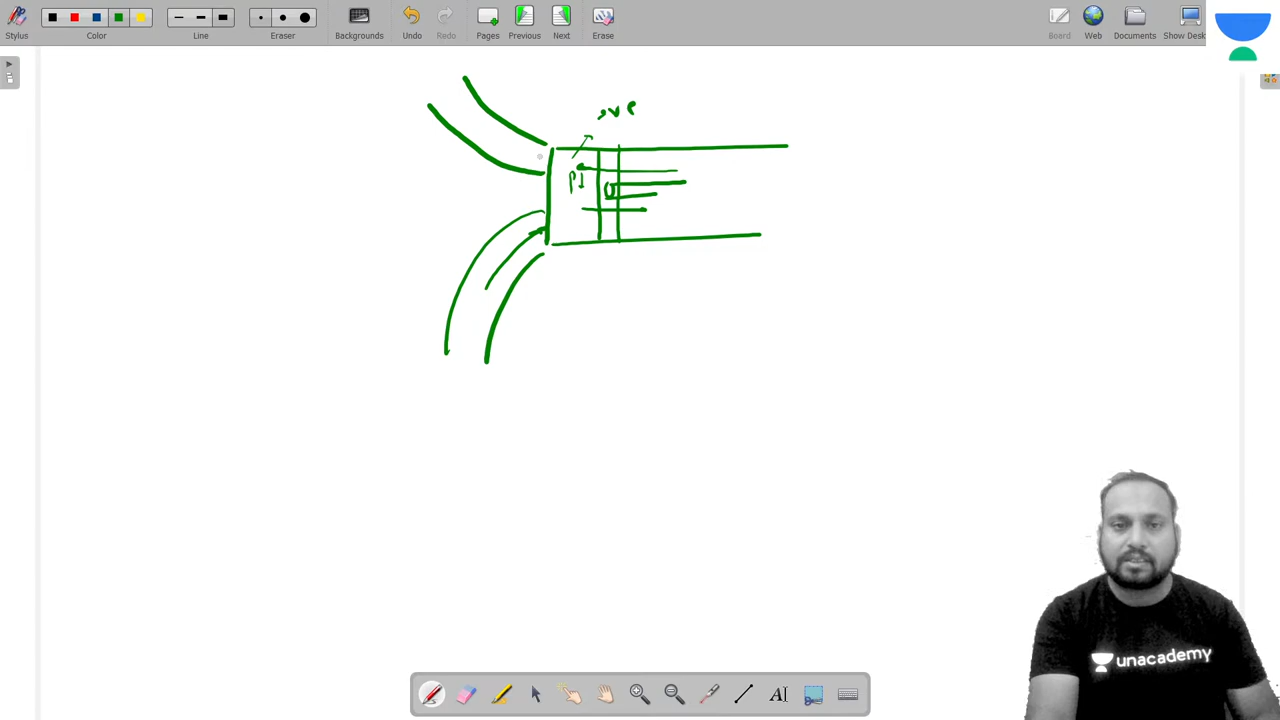 Stylus
Color
Line
Eraser
Backgrounds
Undo
Redo
Pages
Previous
Next
Erase
Board
Web
Documents
Show Desk
unacademy